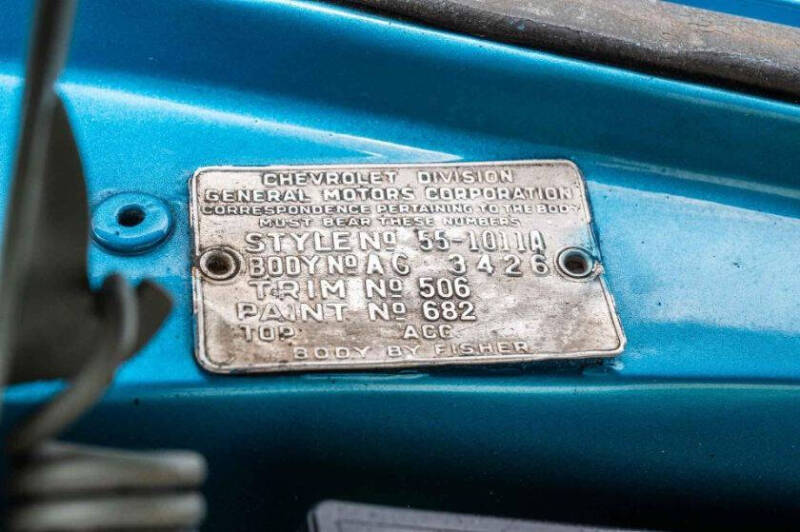 CHEVROLET DIVISION
GENERAL MOTORS CORPORATION
CORRESPONDENCE PERTAINING TO THE BODY
MUST BEAR THESE NUMBERS
STYLE Nº 55-1011A
BODY Nº A C 3426
TRIM Nº 506
PAINT Nº 682
TOP ACC
BODY BY FISHER